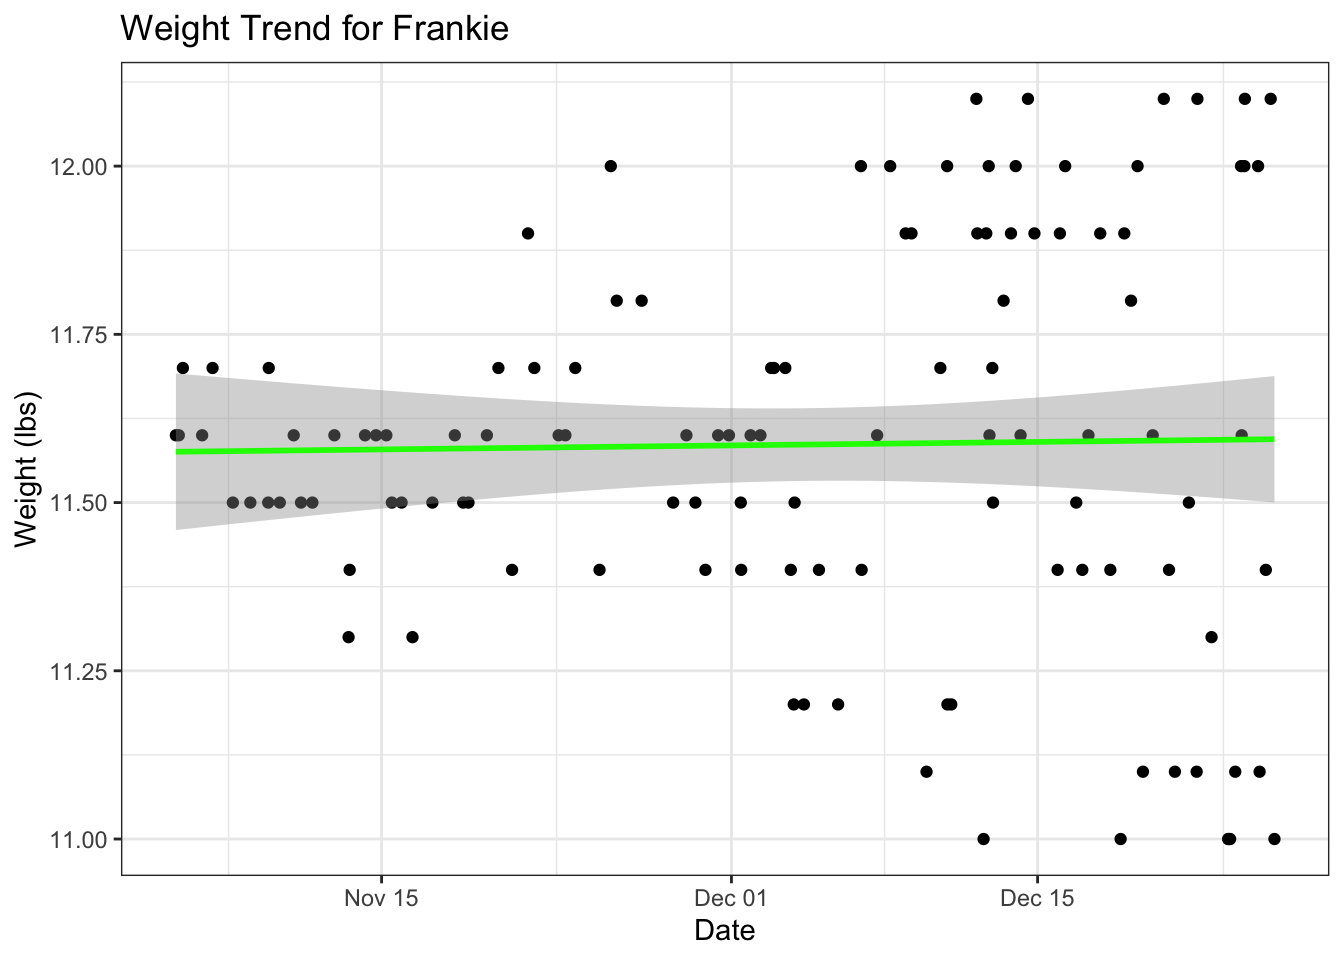 Weight Trend for Frankie
Weight (lbs)
12.00
11.75
11.50
11.25
11.00
Nov 15 Dec 01 Dec 15
Date